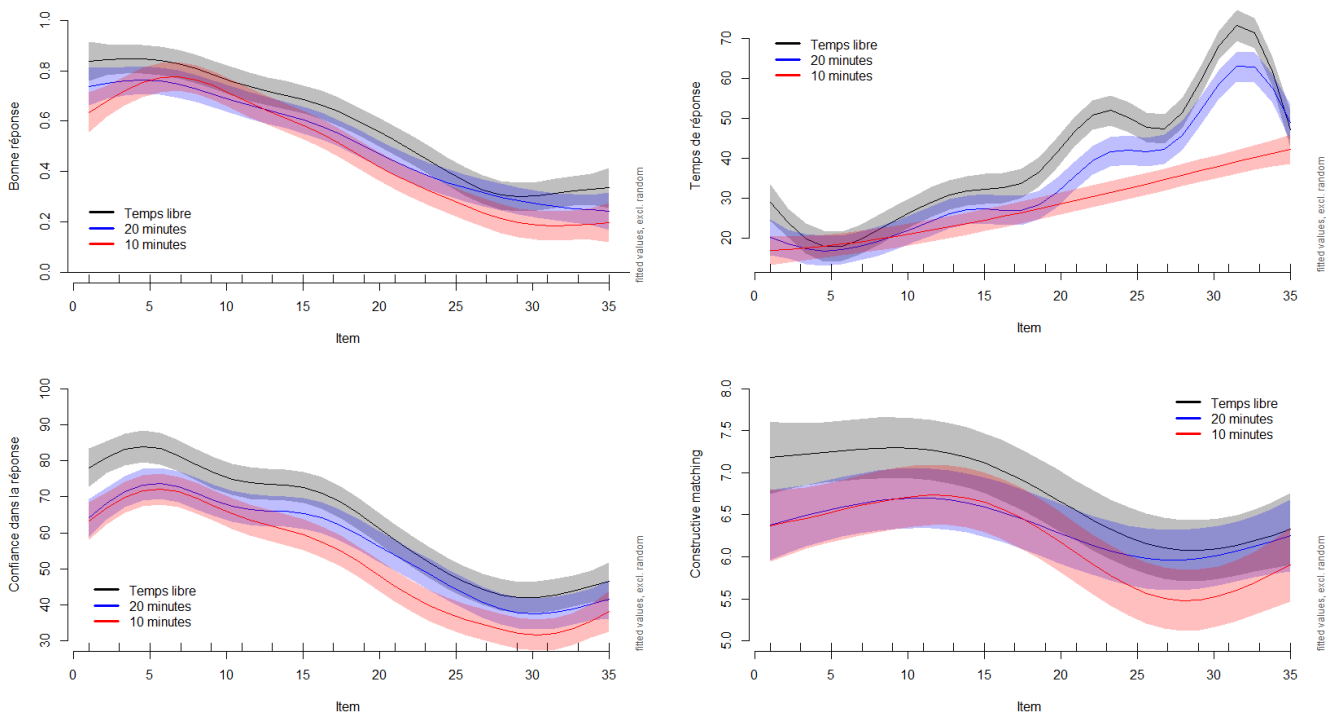 Bonne réponse
1.0
0.8
0.6
0.4
0.2
0.0
Temps libre
20 minutes
10 minutes
0 5 10 15 20 25 30 35
Item
fitted values, excl. random
Temps de réponse
70
60
50
40
30
20
Temps libre
20 minutes
10 minutes
0 5 10 15 20 25 30 35
Item
fitted values, excl. random
Confiance dans la réponse
100
90
80
70
60
50
40
30
Temps libre
20 minutes
10 minutes
0 5 10 15 20 25 30 35
Item
fitted values, excl. random
Constructive matching
8.0
7.5
7.0
6.5
6.0
5.5
5.0
Temps libre
20 minutes
10 minutes
0 5 10 15 20 25 30 35
Item
fitted values, excl. random